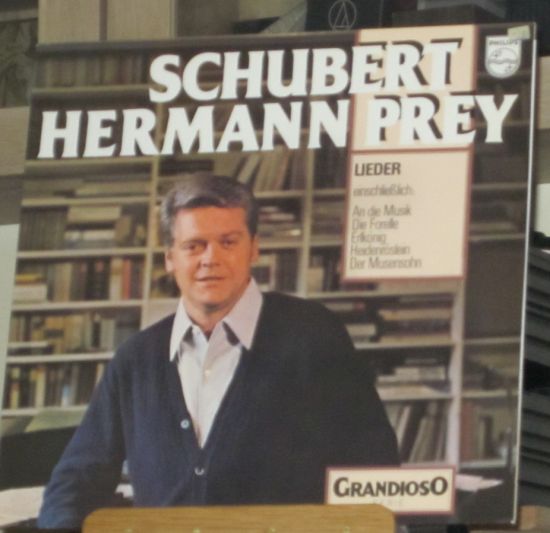 SCHUBERT
HERMANN PREY
PHILIPS
LIEDER
einschließlich:
An die Musik
Die Forelle
Erlkönig
Heidenröslein
Der Musensohn
GRANDIOSO